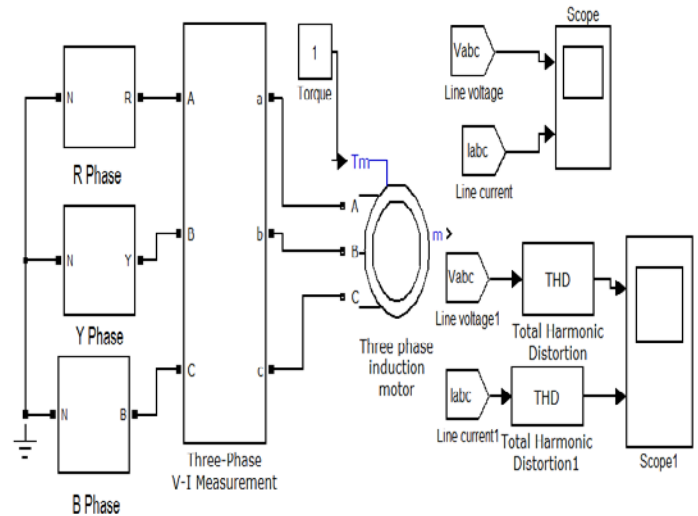 Scope
Vabc
Line voltage
Iabc
Line current
1
Torque
N
R
R Phase
N
Y
Y Phase
N
B
B Phase
A
a
B
b
C
c
Three-Phase
V-I Measurement
Tm
A
B
C
m
Three phase
induction
motor
Vabc
Line voltage1
THD
Total Harmonic
Distortion
Iabc
Line current1
THD
Total Harmonic
Distortion1
Scope1